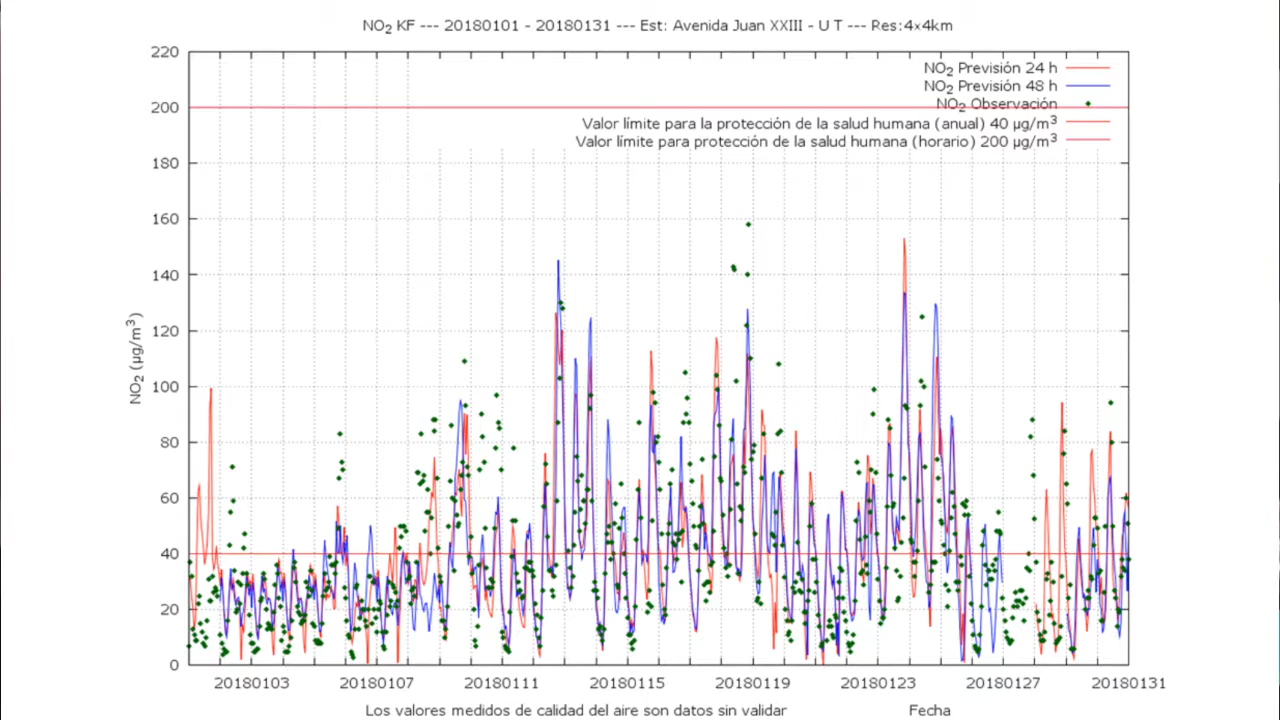 NO2 KF --- 20180101 - 20180131 --- Est: Avenida Juan XXIII - U T --- Res:4x4km
220
200
180
160
140
120
100
80
60
40
20
0
NO2 (µg/m3)
NO2 Previsión 24 h
NO2 Previsión 48 h
NO2 Observación
Valor límite para la protección de la salud humana (anual) 40 µg/m3
Valor límite para protección de la salud humana (horario) 200 µg/m3
20180103 20180107 20180111 20180115 20180119 20180123 20180127 20180131
Los valores medidos de calidad del aire son datos sin validar Fecha